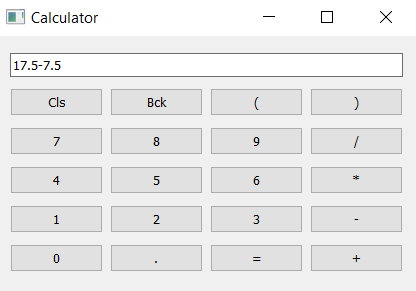 Calculator
17.5-7.5
Cls Bck ( )
7 8 9 /
4 5 6 *
1 2 3 -
0 . = +